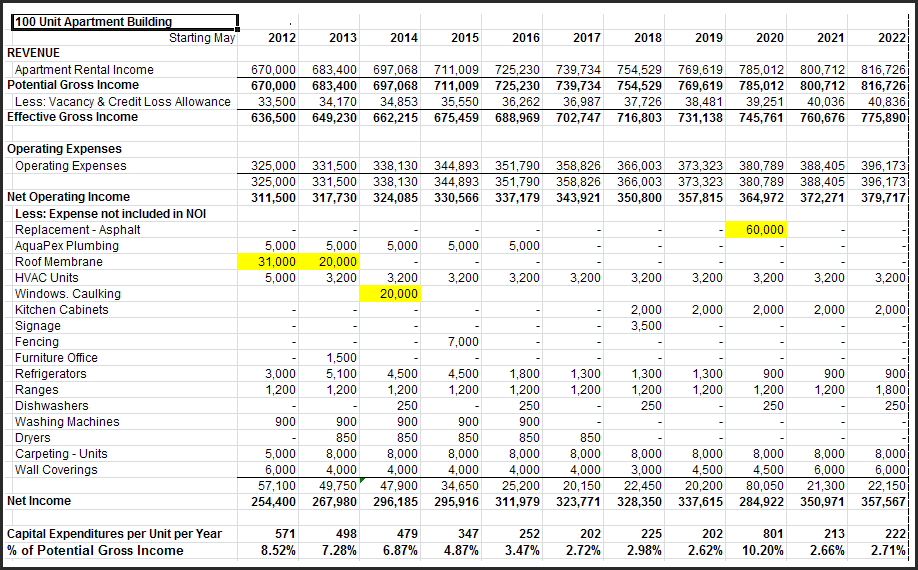 100 Unit Apartment Building
Starting May 2012 2013 2014 2015 2016 2017 2018 2019 2020 2021 2022
REVENUE
Apartment Rental Income 670,000 683,400 697,068 711,009 725,230 739,734 754,529 769,619 785,012 800,712 816,726
Potential Gross Income 670,000 683,400 697,068 711,009 725,230 739,734 754,529 769,619 785,012 800,712 816,726
Less: Vacancy & Credit Loss Allowance 33,500 34,170 34,853 35,550 36,262 36,987 37,726 38,481 39,251 40,036 40,836
Effective Gross Income 636,500 649,230 662,215 675,459 688,969 702,747 716,803 731,138 745,761 760,676 775,890
Operating Expenses
Operating Expenses 325,000 331,500 338,130 344,893 351,790 358,826 366,003 373,323 380,789 388,405 396,173
325,000 331,500 338,130 344,893 351,790 358,826 366,003 373,323 380,789 388,405 396,173
Net Operating Income 311,500 317,730 324,085 330,566 337,179 343,921 350,800 357,815 364,972 372,271 379,717
Less: Expense not included in NOI
Replacement - Asphalt - - - - - - - - 60,000 - -
AquaPex Plumbing 5,000 5,000 5,000 5,000 5,000 - - - - - -
Roof Membrane 31,000 20,000 - - - - - - - - -
HVAC Units 5,000 3,200 3,200 3,200 3,200 3,200 3,200 3,200 3,200 3,200 3,200
Windows. Caulking 20,000
Kitchen Cabinets - - - - - - 2,000 2,000 2,000 2,000 2,000
Signage - - - - - - 3,500 - - - -
Fencing - - - 7,000 - - - - - - -
Furniture Office - 1,500 - - - - - - - - -
Refrigerators 3,000 5,100 4,500 4,500 1,800 1,300 1,300 1,300 900 900 900
Ranges 1,200 1,200 1,200 1,200 1,200 1,200 1,200 1,200 1,200 1,200 1,800
Dishwashers - - 250 - 250 - 250 - 250 - 250
Washing Machines 900 900 900 900 900 - - - - - -
Dryers - 850 850 850 850 850 - - - - -
Carpeting - Units 5,000 8,000 8,000 8,000 8,000 8,000 8,000 8,000 8,000 8,000 8,000
Wall Coverings 6,000 4,000 4,000 4,000 4,000 4,000 3,000 4,500 4,500 6,000 6,000
57,100 49,750 47,900 34,650 25,200 20,150 22,450 20,200 80,050 21,300 22,150
Net Income 254,400 267,980 296,185 295,916 311,979 323,771 328,350 337,615 284,922 350,971 357,567
Capital Expenditures per Unit per Year 571 498 479 347 252 202 225 202 801 213 222
% of Potential Gross Income 8.52% 7.28% 6.87% 4.87% 3.47% 2.72% 2.98% 2.62% 10.20% 2.66% 2.71%